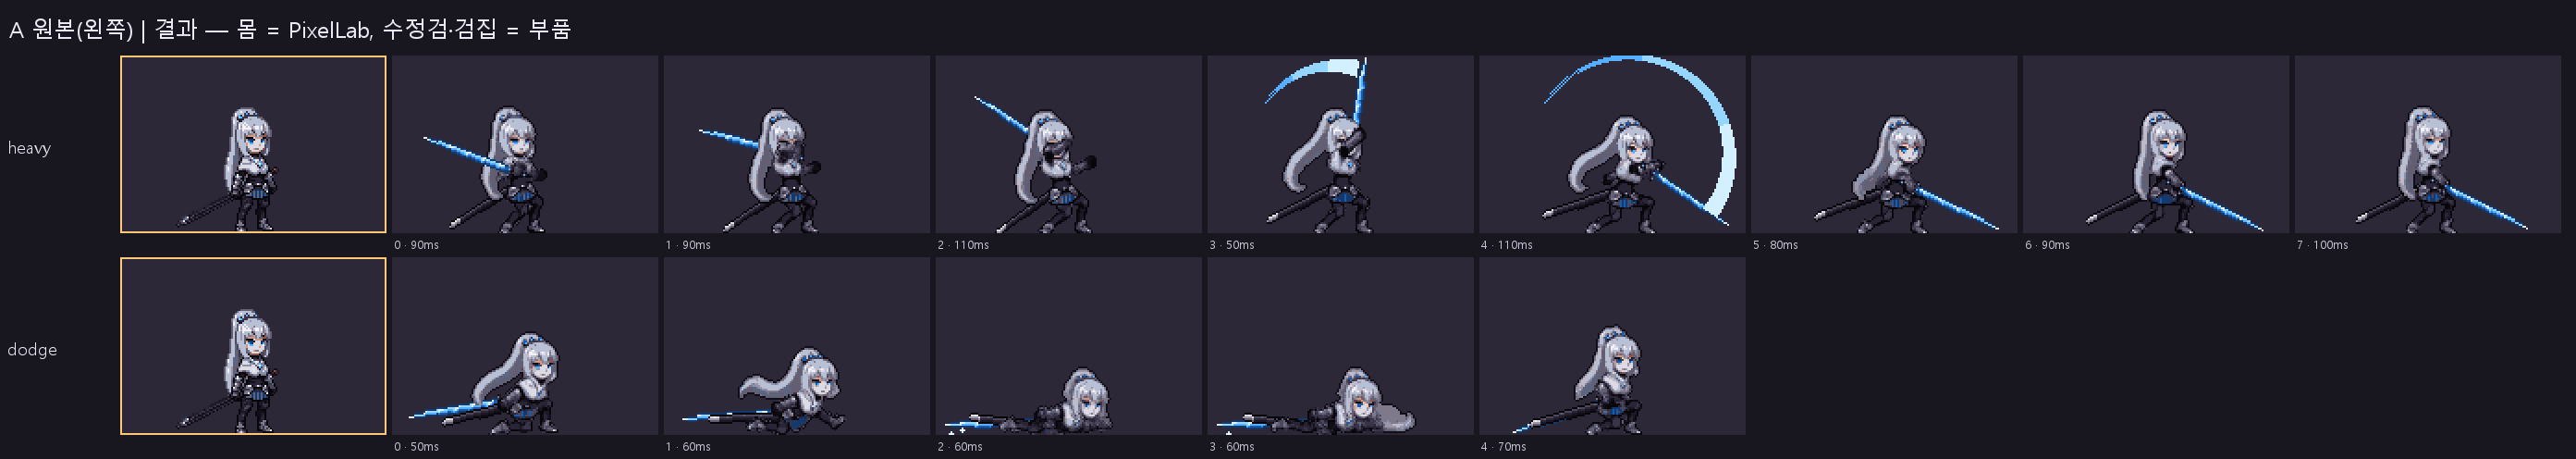 A 원본(왼쪽) | 결과 — 몸 = PixelLab, 수정검·검집 = 부품
heavy
0 · 90ms
1 · 90ms
2 · 110ms
3 · 50ms
4 · 110ms
5 · 80ms
6 · 90ms
7 · 100ms
dodge
0 · 50ms
1 · 60ms
2 · 60ms
3 · 60ms
4 · 70ms